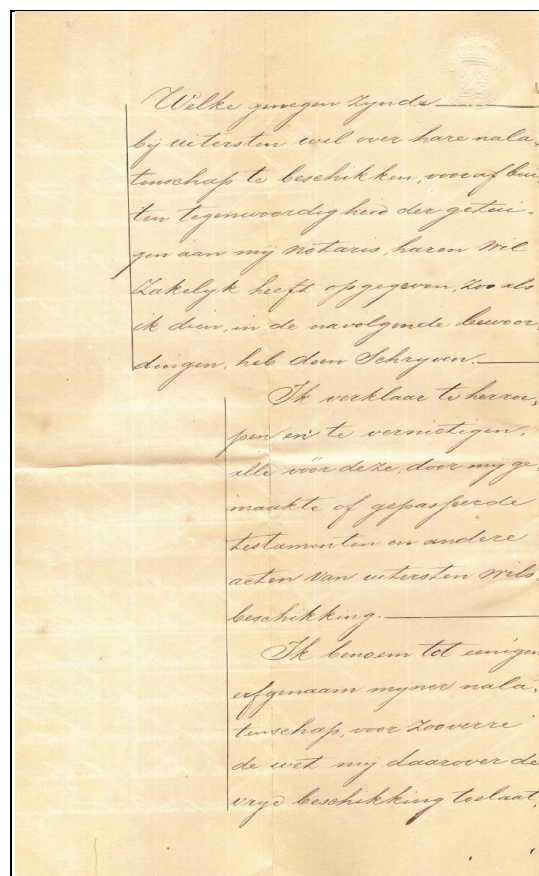 Welke genegen zynde
bij uitersten wil over hare nala-
tenschap te beschikken, vooraf bui-
ten tegenwoordigheid der getui-
gen aan mij notaris, haren wil
zakelyk heeft opgegeven, zoo als
ik dien, in de navolgende bewoor-
dingen, heb doen Schryven.
Ik verklaar te herroe-
pen en te vernietigen,
alle vóór deze, door my ge-
maakte of gepasseerde
testamenten en andere
acten van uitersten wils-
beschikking.
Ik benoem tot eenigen
erfgenaam myner nala-
tenschap, voor zooverre
de wet my daarover de
vrye beschikking toelaat,